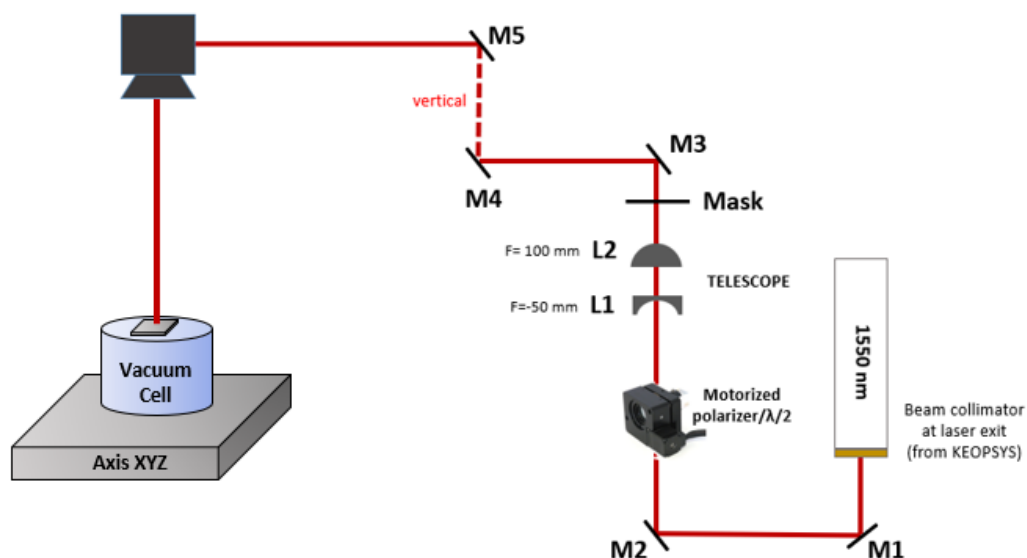 M5
vertical
M3
M4
Mask
F= 100 mm L2
TELESCOPE
F=-50 mm L1
1550 nm
Vacuum
Cell
Motorized
polarizer/λ/2
Beam collimator
at laser exit
(from KEOPSYS)
Axis XYZ
M2
M1